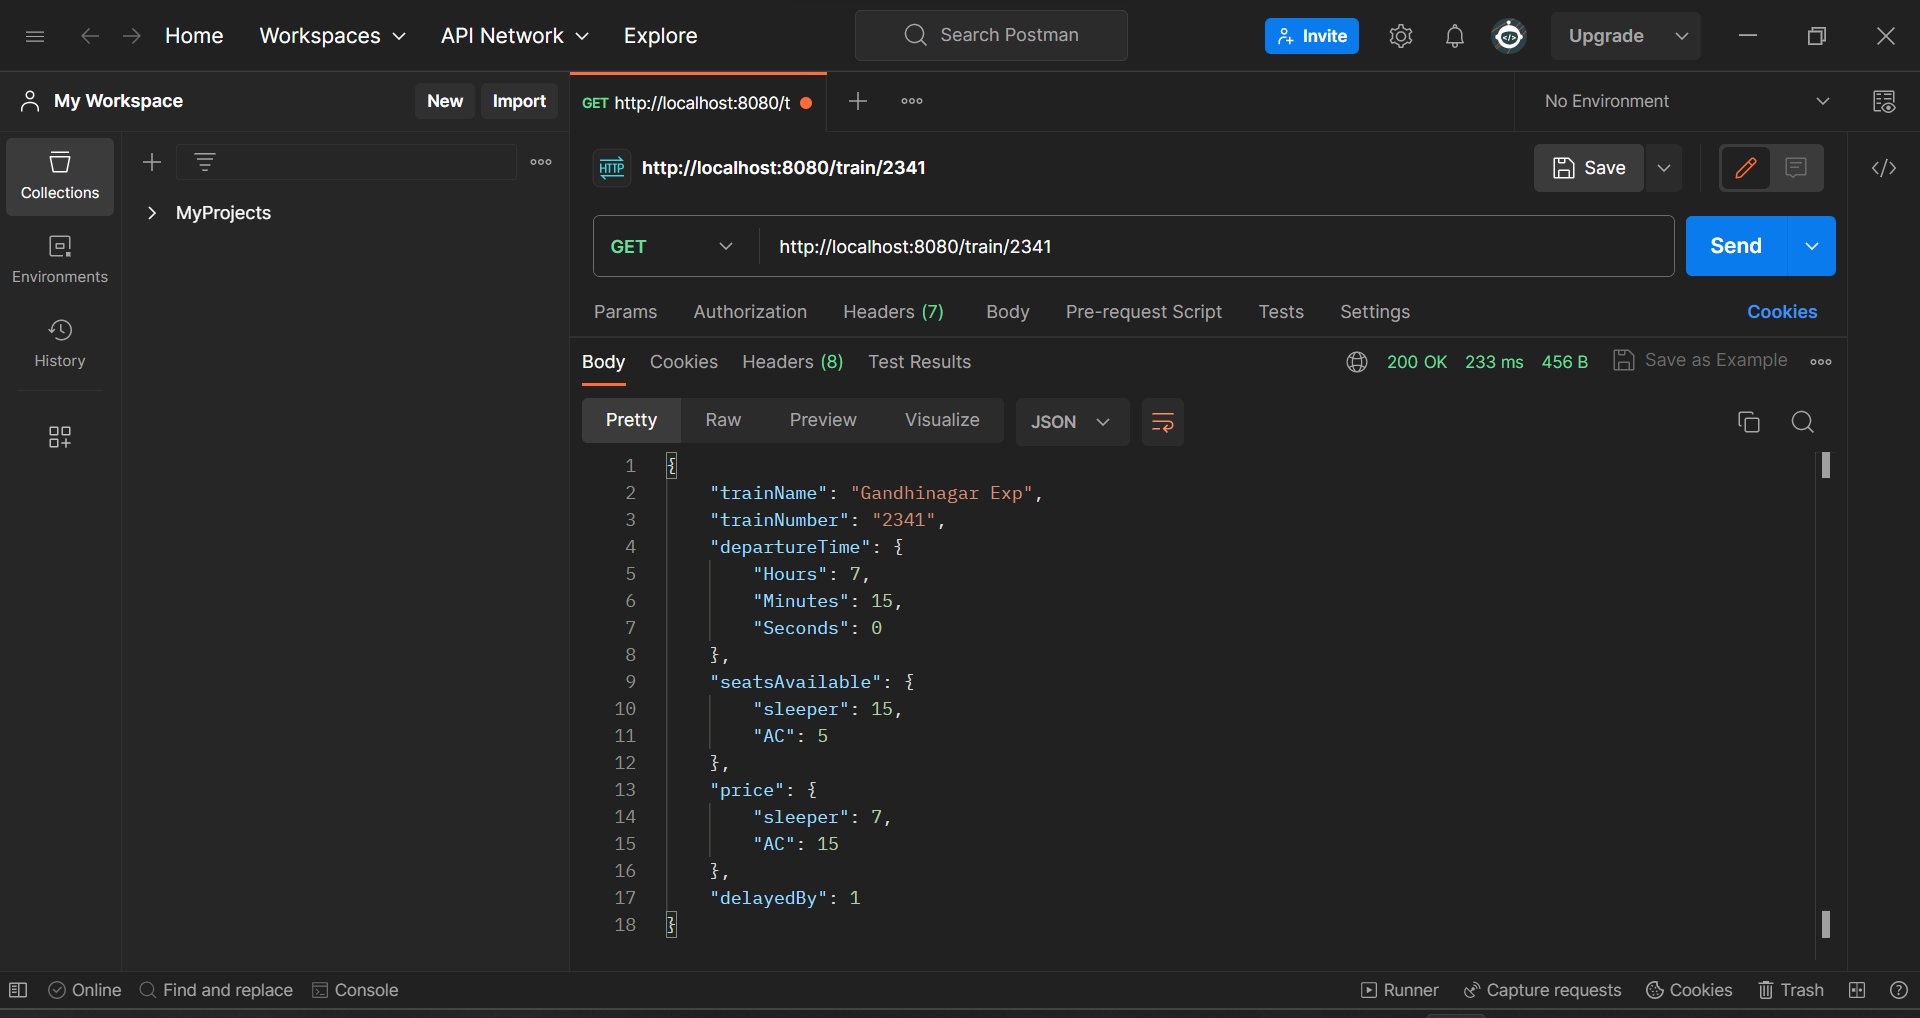 Home Workspaces API Network Explore Search Postman Invite Upgrade
My Workspace New Import GET http://localhost:8080/t No Environment
Collections
Environments
History
MyProjects
HTTP http://localhost:8080/train/2341 Save
GET http://localhost:8080/train/2341 Send
Params Authorization Headers (7) Body Pre-request Script Tests Settings Cookies
Body Cookies Headers (8) Test Results 200 OK 233 ms 456 B Save as Example
Pretty Raw Preview Visualize JSON
1 {
2 "trainName": "Gandhinagar Exp",
3 "trainNumber": "2341",
4 "departureTime": {
5 "Hours": 7,
6 "Minutes": 15,
7 "Seconds": 0
8 },
9 "seatsAvailable": {
10 "sleeper": 15,
11 "AC": 5
12 },
13 "price": {
14 "sleeper": 7,
15 "AC": 15
16 },
17 "delayedBy": 1
18 }
Online Find and replace Console Runner Capture requests Cookies Trash